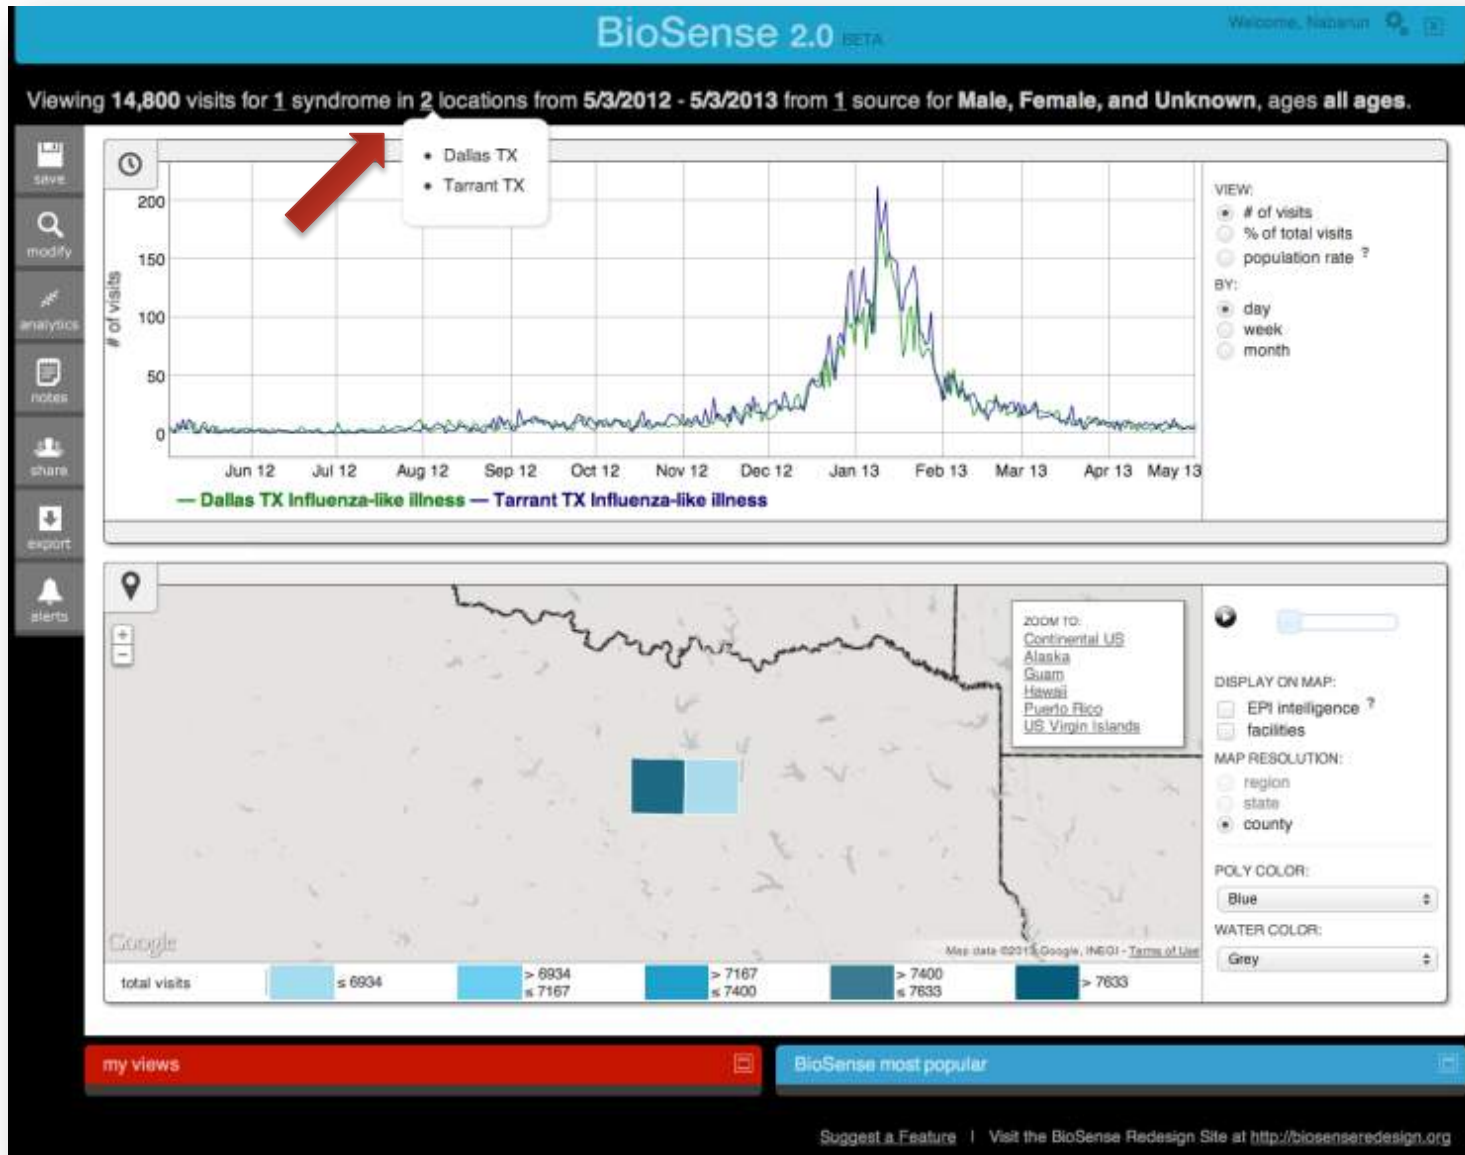 BioSense 2.0 BETA
Welcome, Nabarun
Viewing 14,800 visits for 1 syndrome in 2 locations from 5/3/2012 - 5/3/2013 from 1 source for Male, Female, and Unknown, ages all ages.
• Dallas TX
• Tarrant TX
save
modify
analytics
notes
share
export
alerts
# of visits
200
150
100
50
0
Jun 12 Jul 12 Aug 12 Sep 12 Oct 12 Nov 12 Dec 12 Jan 13 Feb 13 Mar 13 Apr 13 May 13
— Dallas TX Influenza-like illness — Tarrant TX Influenza-like illness
VIEW:
# of visits
% of total visits
population rate ?
BY:
day
week
month
+
−
ZOOM TO:
Continental US
Alaska
Guam
Hawaii
Puerto Rico
US Virgin Islands
Google
Map data ©2013 Google, INEGI - Terms of Use
total visits
≤ 6934
> 6934
≤ 7167
> 7167
≤ 7400
> 7400
≤ 7633
> 7633
DISPLAY ON MAP:
EPI intelligence ?
facilities
MAP RESOLUTION:
region
state
county
POLY COLOR:
Blue
WATER COLOR:
Grey
my views
BioSense most popular
Suggest a Feature | Visit the BioSense Redesign Site at http://biosenseredesign.org